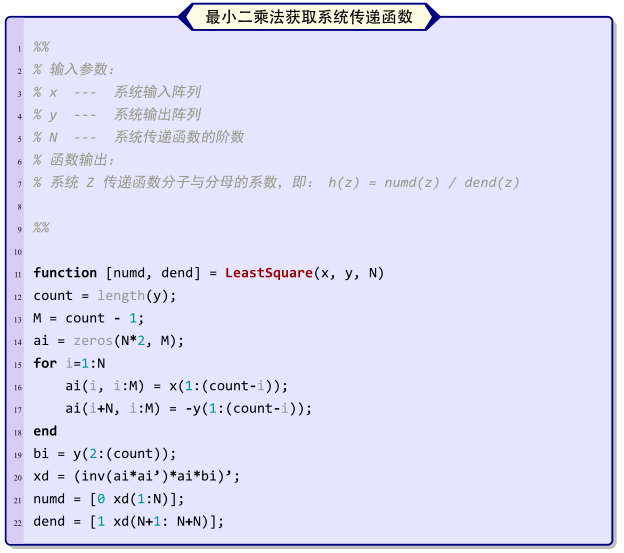 最小二乘法获取系统传递函数
1 %%
2 % 输入参数：
3 % x  ---  系统输入阵列
4 % y  ---  系统输出阵列
5 % N  ---  系统传递函数的阶数
6 % 函数输出：
7 % 系统 Z 传递函数分子与分母的系数，即： h(z) = numd(z) / dend(z)
8
9 %%
10
11 function [numd, dend] = LeastSquare(x, y, N)
12 count = length(y);
13 M = count - 1;
14 ai = zeros(N*2, M);
15 for i=1:N
16     ai(i, i:M) = x(1:(count-i));
17     ai(i+N, i:M) = -y(1:(count-i));
18 end
19 bi = y(2:(count));
20 xd = (inv(ai*ai’)*ai*bi)’;
21 numd = [0 xd(1:N)];
22 dend = [1 xd(N+1: N+N)];